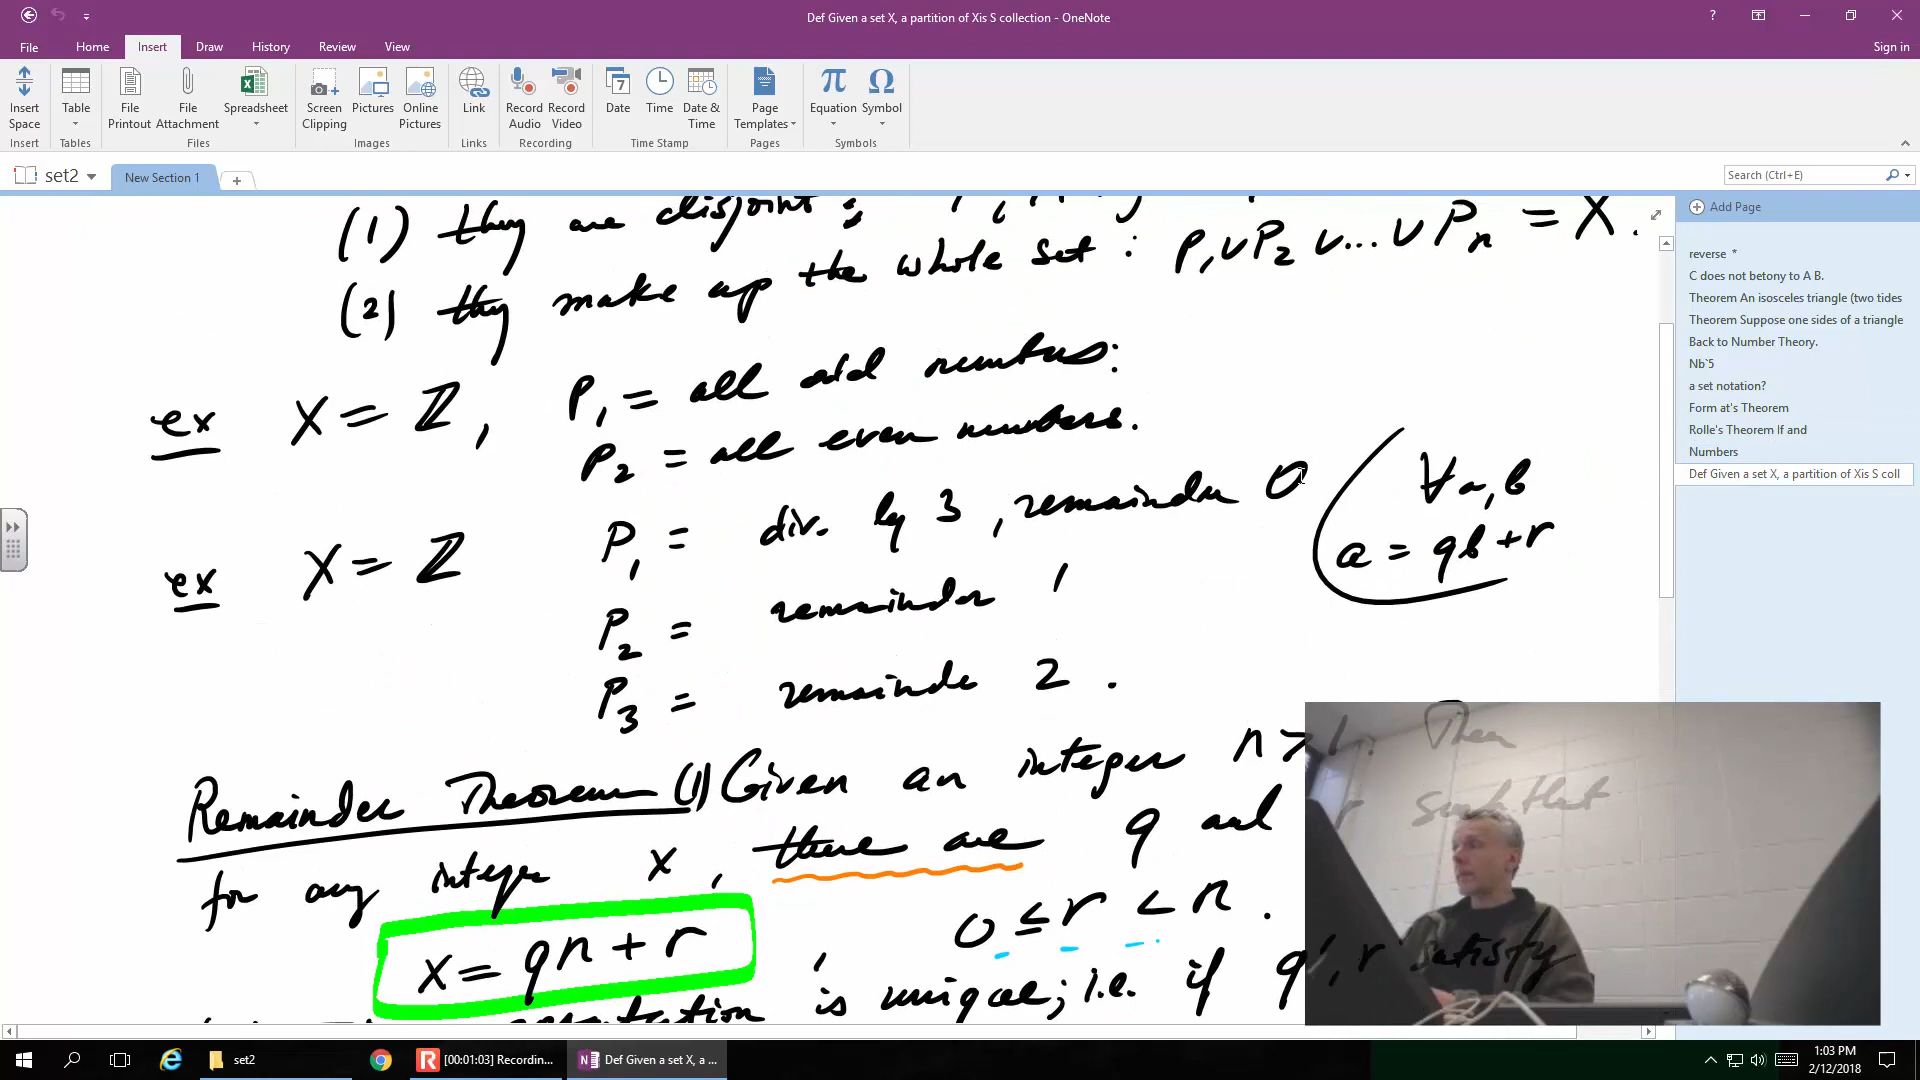 Def Given a set X, a partition of Xis S collection - OneNote
File Home Insert Draw History Review View
Sign in
Insert Space
Table
File Printout
File Attachment
Spreadsheet
Screen Clipping
Pictures
Online Pictures
Link
Record Audio
Record Video
Date
Time
Date & Time
Page Templates
Equation
Symbol
Insert Tables Files Images Links Recording Time Stamp Pages Symbols
set2
New Section 1
Search (Ctrl+E)
Add Page
reverse *
C does not betony to A B.
Theorem An isosceles triangle (two tides
Theorem Suppose one sides of a triangle
Back to Number Theory.
Nb`5
a set notation?
Form at's Theorem
Rolle's Theorem If and
Numbers
Def Given a set X, a partition of Xis S coll
(1) they are disjoint :
(2) they make up the whole set : P₁ ∪ P₂ ∪ ... ∪ Pₙ = X .
ex X = ℤ , P₁ = all odd numbers:
P₂ = all even numbers.
ex X = ℤ P₁ = div. by 3 , remainder 0
P₂ = remainder 1
P₃ = remainde 2 .
∀a, b
a = qb + r
Remainder Theorem (1) Given an integer n > 1 . Then
for any integer x , there are q and r such that
x = qn + r , 0 ≤ r < n .
is unique; i.e. if q', r' satisfy
set2
[00:01:03] Recordin...
Def Given a set X, a ...
1:03 PM
2/12/2018